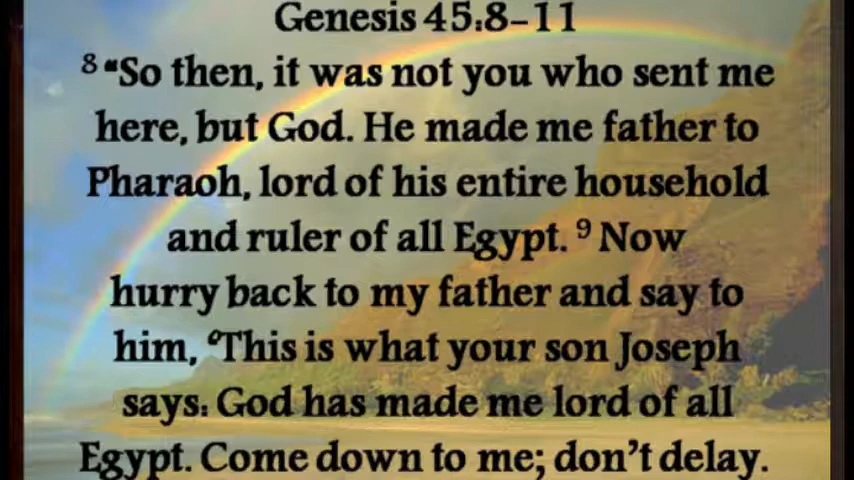 Genesis 45:8-11
8 "So then, it was not you who sent me
here, but God. He made me father to
Pharaoh, lord of his entire household
and ruler of all Egypt. 9 Now
hurry back to my father and say to
him, ‘This is what your son Joseph
says: God has made me lord of all
Egypt. Come down to me; don’t delay.